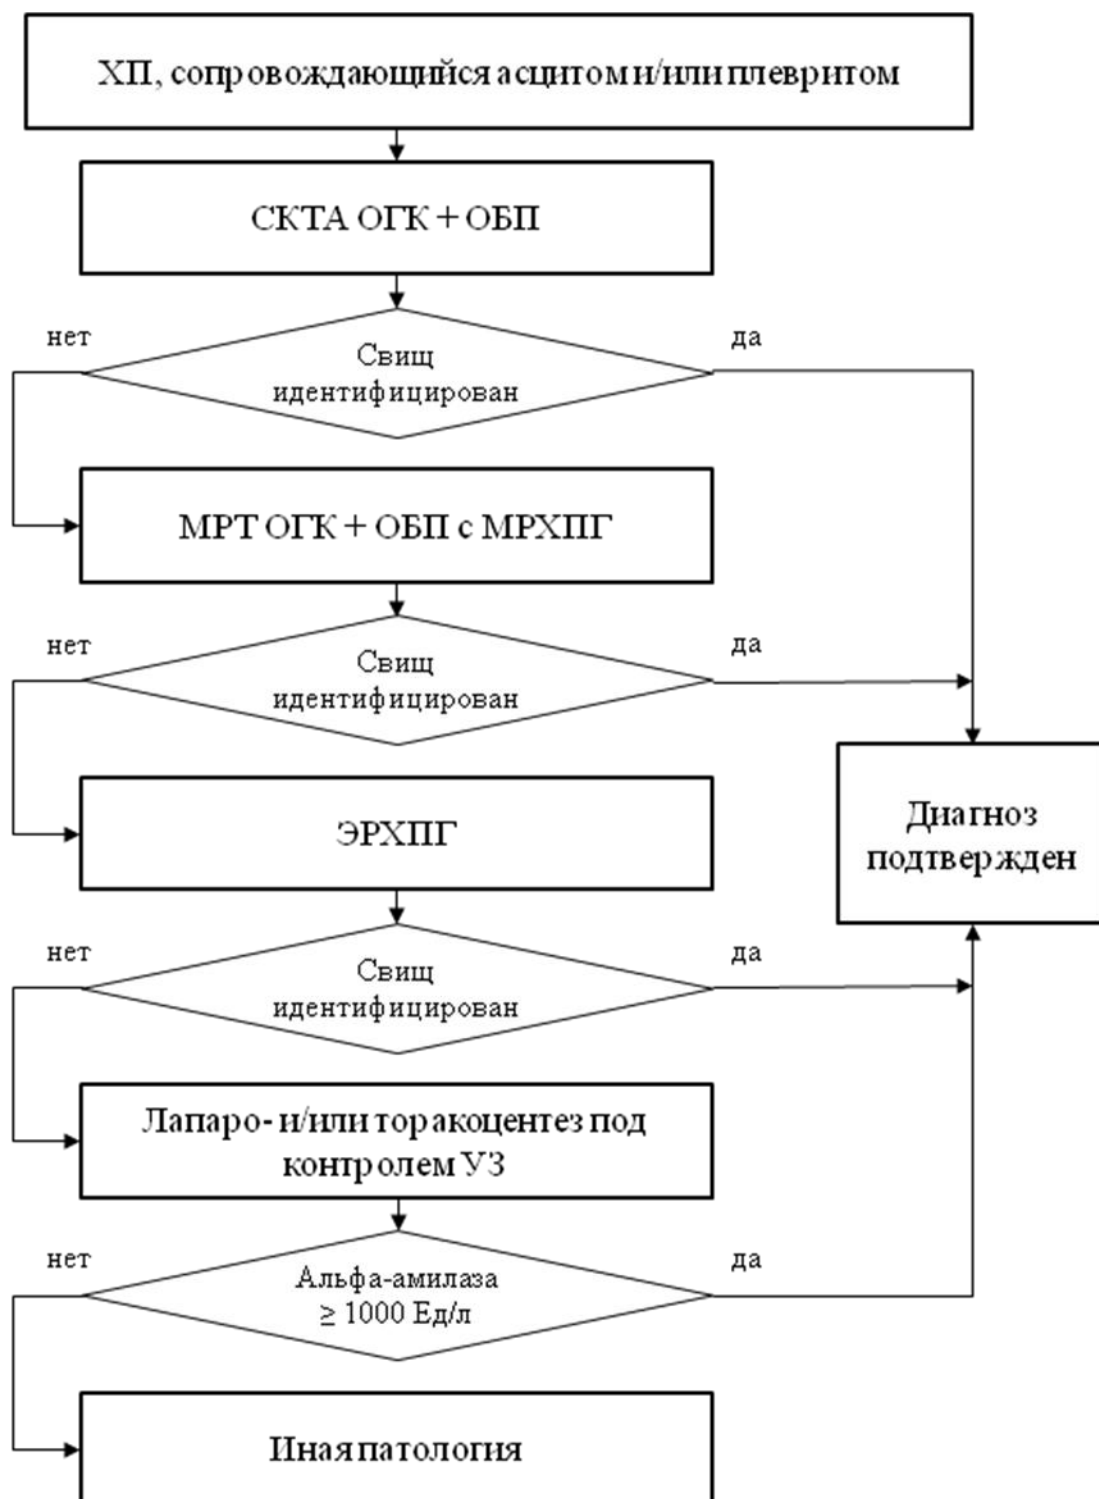 ХП, сопровождающийся асцитом и/или плевритом
СКТА ОГК + ОБП
нет
да
Свищ
идентифицирован
МРТ ОГК + ОБП с МРХПГ
нет
да
Свищ
идентифицирован
Диагноз
подтвержден
ЭРХПГ
нет
да
Свищ
идентифицирован
Лапаро- и/или торакоцентез под
контролем УЗ
нет
да
Альфа-амилаза
≥ 1000 Ед/л
Иная патология